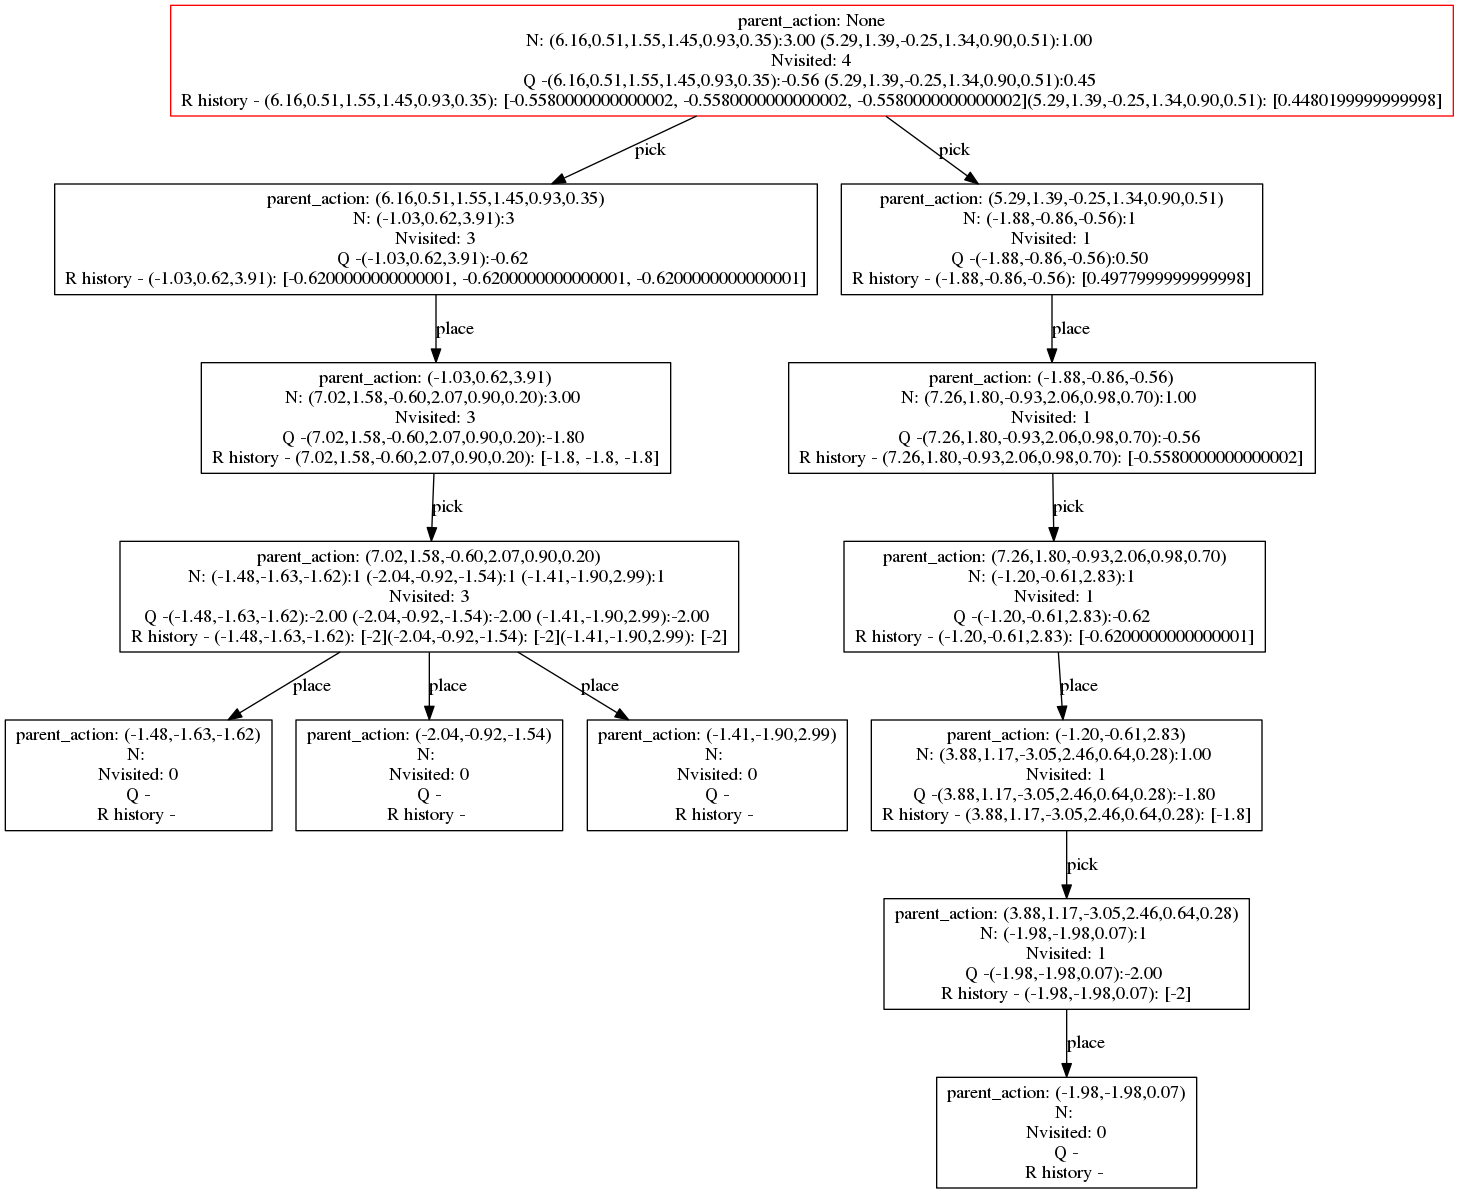 parent_action: None
N: (6.16,0.51,1.55,1.45,0.93,0.35):3.00 (5.29,1.39,-0.25,1.34,0.90,0.51):1.00
Nvisited: 4
Q -(6.16,0.51,1.55,1.45,0.93,0.35):-0.56 (5.29,1.39,-0.25,1.34,0.90,0.51):0.45
R history - (6.16,0.51,1.55,1.45,0.93,0.35): [-0.5580000000000002, -0.5580000000000002, -0.5580000000000002](5.29,1.39,-0.25,1.34,0.90,0.51): [0.4480199999999998]
pick
pick
parent_action: (6.16,0.51,1.55,1.45,0.93,0.35)
N: (-1.03,0.62,3.91):3
Nvisited: 3
Q -(-1.03,0.62,3.91):-0.62
R history - (-1.03,0.62,3.91): [-0.6200000000000001, -0.6200000000000001, -0.6200000000000001]
parent_action: (5.29,1.39,-0.25,1.34,0.90,0.51)
N: (-1.88,-0.86,-0.56):1
Nvisited: 1
Q -(-1.88,-0.86,-0.56):0.50
R history - (-1.88,-0.86,-0.56): [0.4977999999999998]
place
place
parent_action: (-1.03,0.62,3.91)
N: (7.02,1.58,-0.60,2.07,0.90,0.20):3.00
Nvisited: 3
Q -(7.02,1.58,-0.60,2.07,0.90,0.20):-1.80
R history - (7.02,1.58,-0.60,2.07,0.90,0.20): [-1.8, -1.8, -1.8]
parent_action: (-1.88,-0.86,-0.56)
N: (7.26,1.80,-0.93,2.06,0.98,0.70):1.00
Nvisited: 1
Q -(7.26,1.80,-0.93,2.06,0.98,0.70):-0.56
R history - (7.26,1.80,-0.93,2.06,0.98,0.70): [-0.5580000000000002]
pick
pick
parent_action: (7.02,1.58,-0.60,2.07,0.90,0.20)
N: (-1.48,-1.63,-1.62):1 (-2.04,-0.92,-1.54):1 (-1.41,-1.90,2.99):1
Nvisited: 3
Q -(-1.48,-1.63,-1.62):-2.00 (-2.04,-0.92,-1.54):-2.00 (-1.41,-1.90,2.99):-2.00
R history - (-1.48,-1.63,-1.62): [-2](-2.04,-0.92,-1.54): [-2](-1.41,-1.90,2.99): [-2]
parent_action: (7.26,1.80,-0.93,2.06,0.98,0.70)
N: (-1.20,-0.61,2.83):1
Nvisited: 1
Q -(-1.20,-0.61,2.83):-0.62
R history - (-1.20,-0.61,2.83): [-0.6200000000000001]
place
place
place
place
parent_action: (-1.48,-1.63,-1.62)
N:
Nvisited: 0
Q -
R history -
parent_action: (-2.04,-0.92,-1.54)
N:
Nvisited: 0
Q -
R history -
parent_action: (-1.41,-1.90,2.99)
N:
Nvisited: 0
Q -
R history -
parent_action: (-1.20,-0.61,2.83)
N: (3.88,1.17,-3.05,2.46,0.64,0.28):1.00
Nvisited: 1
Q -(3.88,1.17,-3.05,2.46,0.64,0.28):-1.80
R history - (3.88,1.17,-3.05,2.46,0.64,0.28): [-1.8]
pick
parent_action: (3.88,1.17,-3.05,2.46,0.64,0.28)
N: (-1.98,-1.98,0.07):1
Nvisited: 1
Q -(-1.98,-1.98,0.07):-2.00
R history - (-1.98,-1.98,0.07): [-2]
place
parent_action: (-1.98,-1.98,0.07)
N:
Nvisited: 0
Q -
R history -